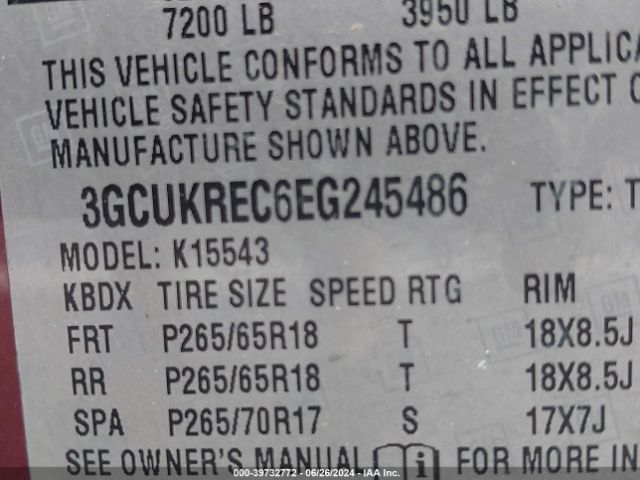 7200 LB 3950 LB
THIS VEHICLE CONFORMS TO ALL APPLICA
VEHICLE SAFETY STANDARDS IN EFFECT O
MANUFACTURE SHOWN ABOVE.
3GCUKREC6EG245486 TYPE: T
MODEL: K15543
KBDX TIRE SIZE SPEED RTG RIM
FRT P265/65R18 T 18X8.5J
RR P265/65R18 T 18X8.5J
SPA P265/70R17 S 17X7J
SEE OWNER'S MANUAL i FOR MORE IN
000-39732772 - 06/26/2024 - IAA Inc.